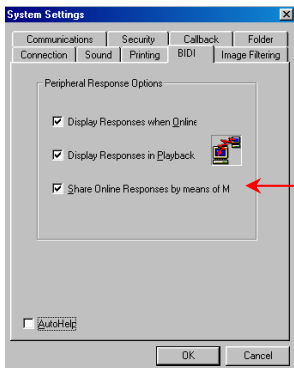 System Settings
Communications Security Callback Folder
Connection Sound Printing BIDI Image Filtering
Peripheral Response Options
Display Responses when Online
Display Responses in Playback
Share Online Responses by means of M
AutoHelp
OK Cancel